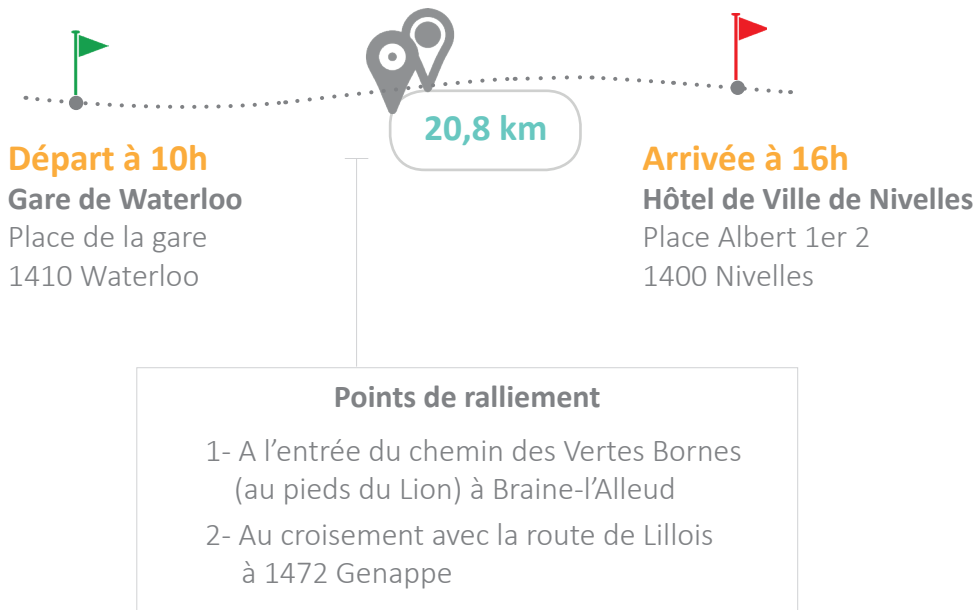 20,8 km
Départ à 10h
Gare de Waterloo
Place de la gare
1410 Waterloo
Arrivée à 16h
Hôtel de Ville de Nivelles
Place Albert 1er 2
1400 Nivelles
Points de ralliement
1- A l’entrée du chemin des Vertes Bornes
(au pieds du Lion) à Braine-l’Alleud
2- Au croisement avec la route de Lillois
à 1472 Genappe